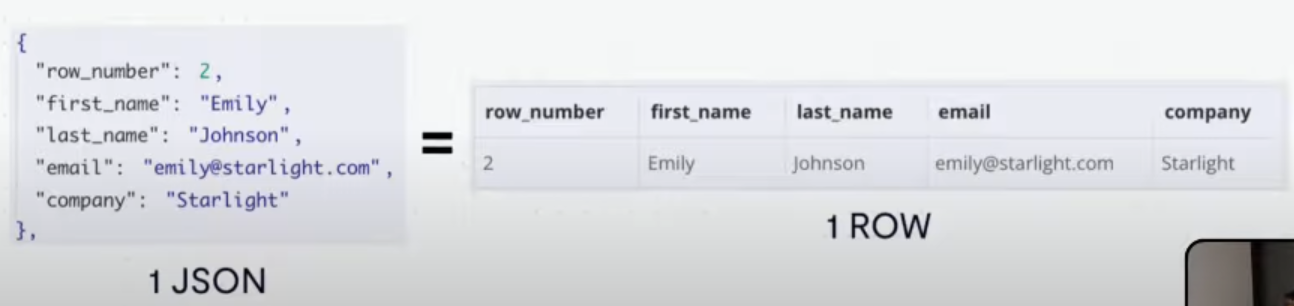 {
"row_number": 2,
"first_name": "Emily",
"last_name": "Johnson",
"email": "emily@starlight.com",
"company": "Starlight"
},
1 JSON
=
row_number first_name last_name email company
2 Emily Johnson emily@starlight.com Starlight
1 ROW